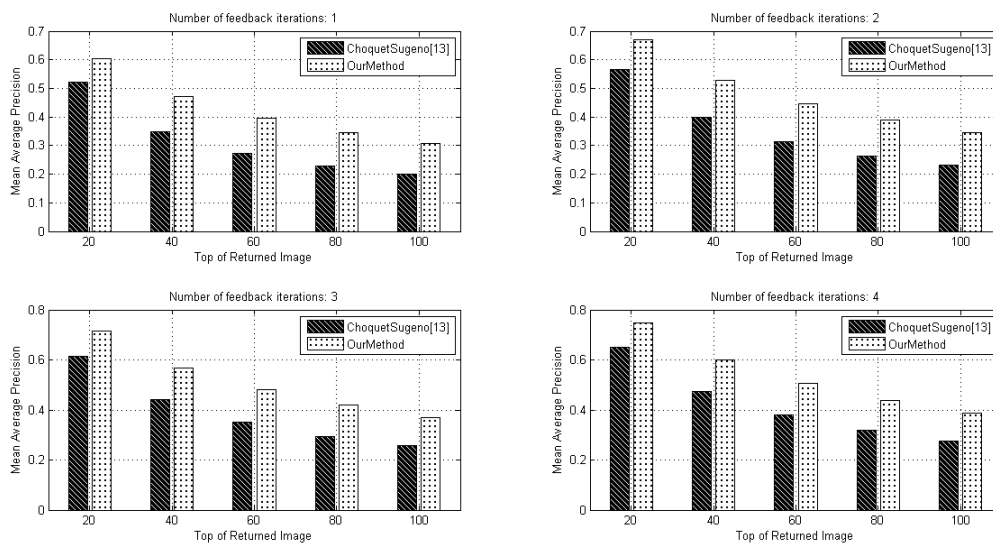 Number of feedback iterations: 1
0.7
0.6
0.5
0.4
0.3
0.2
0.1
0
Mean Average Precision
ChoquetSugeno[13]
OurMethod
20 40 60 80 100
Top of Returned Image
Number of feedback iterations: 2
0.7
0.6
0.5
0.4
0.3
0.2
0.1
0
Mean Average Precision
ChoquetSugeno[13]
OurMethod
20 40 60 80 100
Top of Returned Image
Number of feedback iterations: 3
0.8
0.6
0.4
0.2
0
Mean Average Precision
ChoquetSugeno[13]
OurMethod
20 40 60 80 100
Top of Returned Image
Number of feedback iterations: 4
0.8
0.6
0.4
0.2
0
Mean Average Precision
ChoquetSugeno[13]
OurMethod
20 40 60 80 100
Top of Returned Image